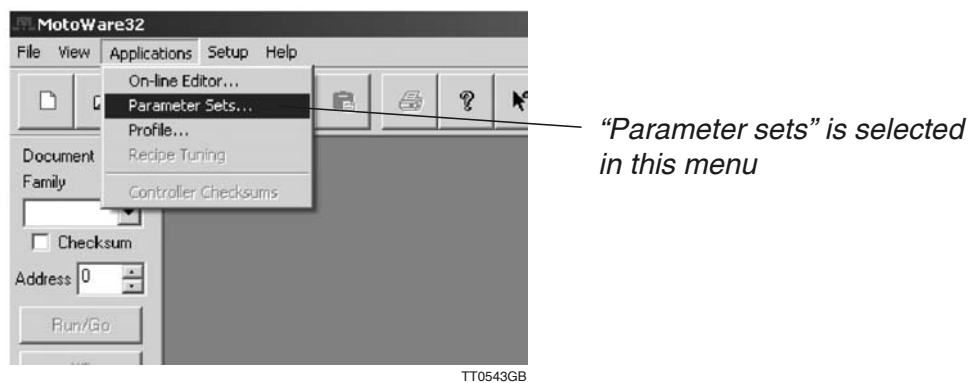 MotoWare32
File View Applications Setup Help
On-line Editor...
Parameter Sets...
Profile...
Recipe Tuning
Controller Checksums
Document
Family
Checksum
Address 0
Run/Go
“Parameter sets” is selected
in this menu
TT0543GB